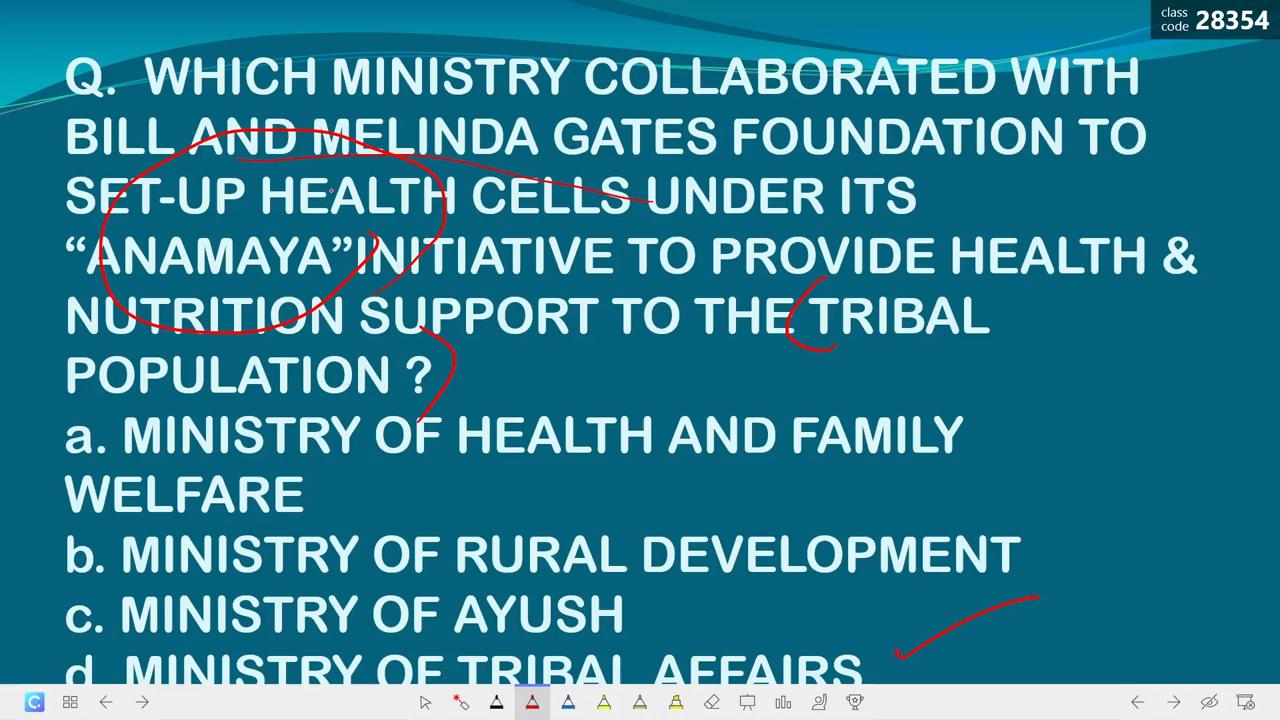 class
code 28354
Q. WHICH MINISTRY COLLABORATED WITH
BILL AND MELINDA GATES FOUNDATION TO
SET-UP HEALTH CELLS UNDER ITS
“ANAMAYA”INITIATIVE TO PROVIDE HEALTH &
NUTRITION SUPPORT TO THE TRIBAL
POPULATION ?
a. MINISTRY OF HEALTH AND FAMILY
WELFARE
b. MINISTRY OF RURAL DEVELOPMENT
c. MINISTRY OF AYUSH
d. MINISTRY OF TRIBAL AFFAIRS